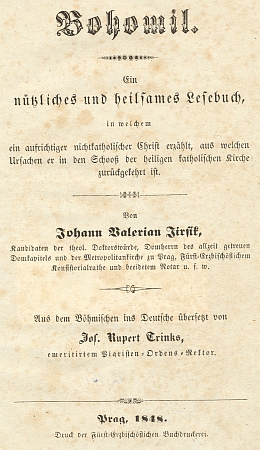 Bohomil.
Ein
nützliches und heilsames Lesebuch,
in welchem
ein aufrichtiger nichtkatholischer Christ erzählt, aus welchen
Ursachen er in den Schooß der heiligen katholischen Kirche
zurückgekehrt ist.
Von
Johann Valerian Jirsík,
Kandidaten der theol. Doktorswürde, Domherrn des allzeit getreuen
Domkapitels und der Metropolitankirche zu Prag, Fürst-Erzbischöflichem
Konsistorialrathe und beeidetem Notar u. s. w.
Aus dem Böhmischen ins Deutsche übersetzt von
Jos. Rupert Trinks,
emeritirtem Piaristen-Ordens-Rektor.
Prag, 1848.
Druck der Fürst-Erzbischöflichen Buchdruckerei.